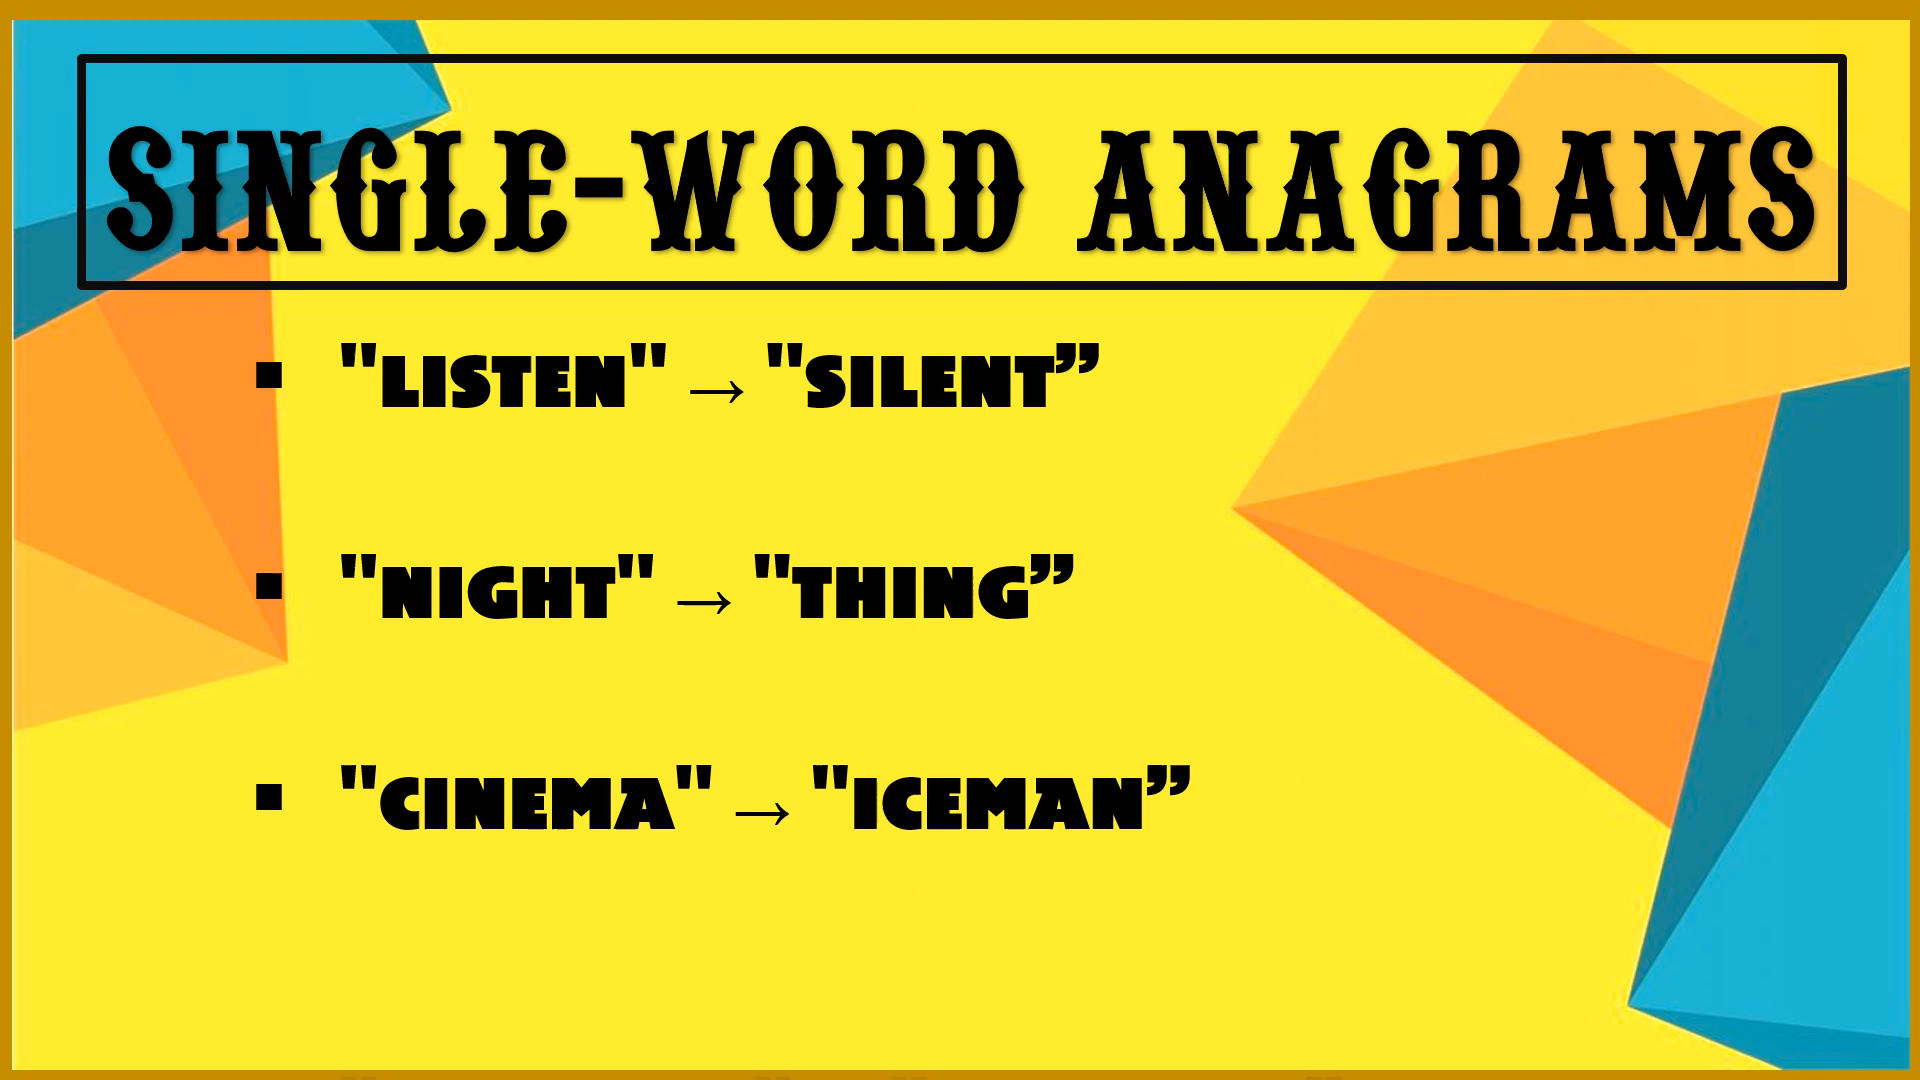 SINGLE-WORD ANAGRAMS
▪ "LISTEN" → "SILENT”
▪ "NIGHT" → "THING”
▪ "CINEMA" → "ICEMAN”